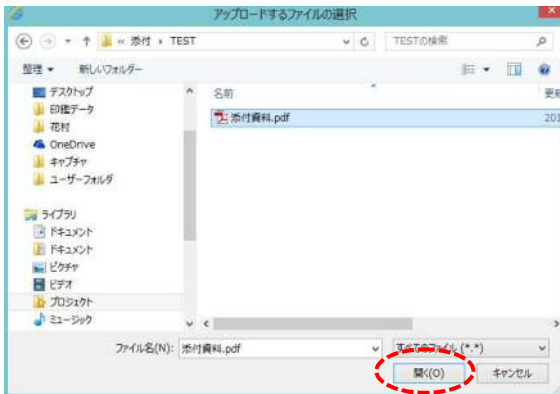 アップロードするファイルの選択
« 添付 › TEST
TESTの検索
整理 新しいフォルダー
デスクトップ
印鑑データ
花村
OneDrive
キャプチャ
ユーザーフォルダ
ライブラリ
ドキュメント
ドキュメント
ピクチャ
ビデオ
プロジェクト
ミュージック
名前
更新
添付資料.pdf
201
ファイル名(N): 添付資料.pdf
すべてのファイル (*.*)
開く(O)
キャンセル